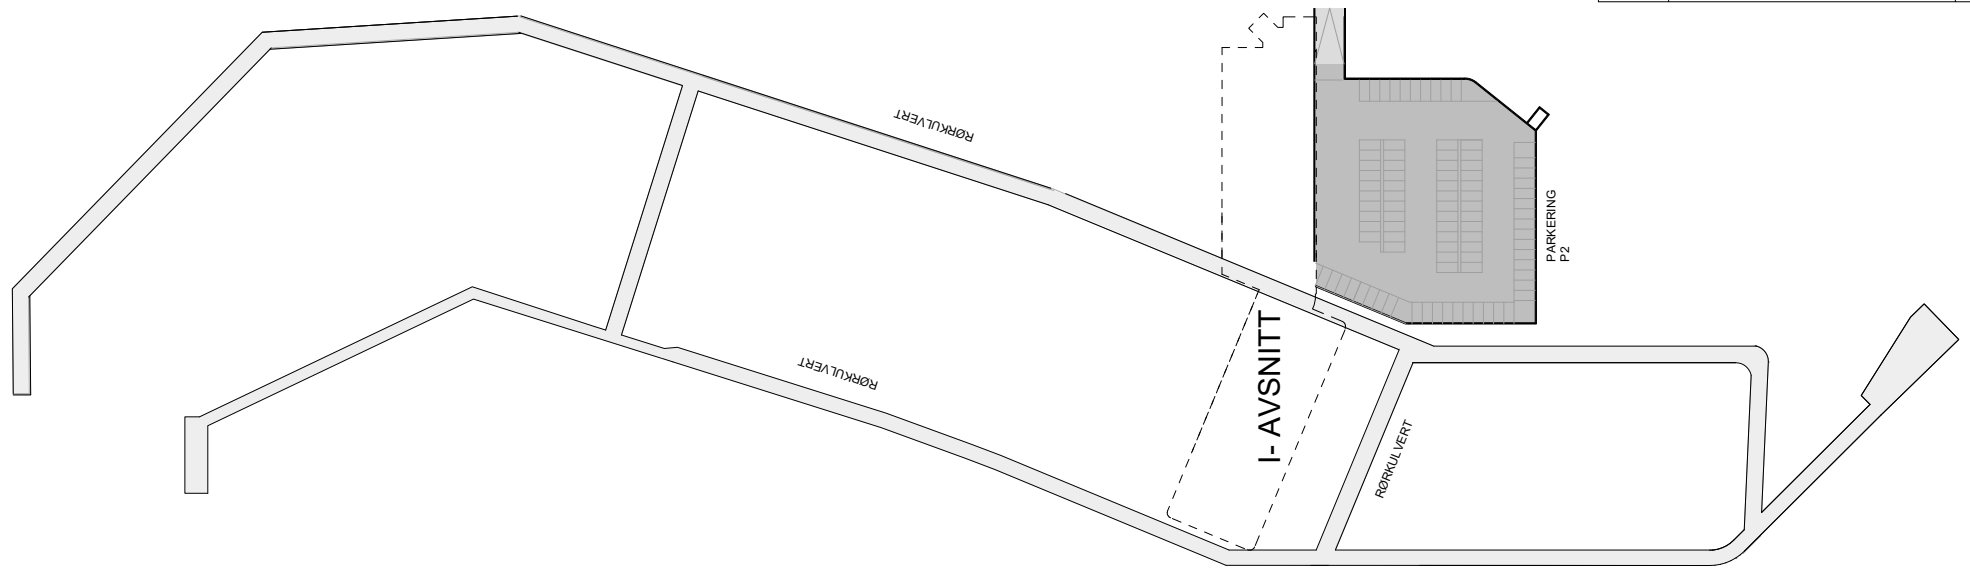 RØRKULVERT
PARKERING
P2
I- AVSNITT
RØRKULVERT
RØRKULVERT